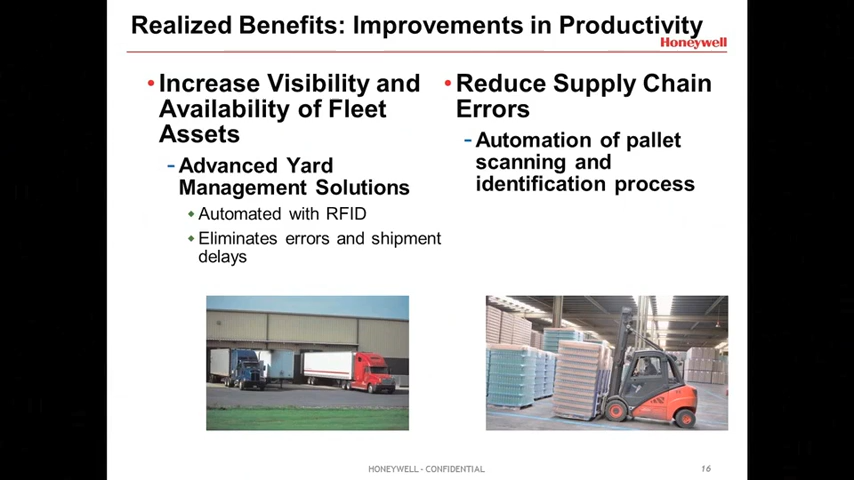 Realized Benefits: Improvements in Productivity
Honeywell
•Increase Visibility and
Availability of Fleet
Assets
-Advanced Yard
Management Solutions
Automated with RFID
Eliminates errors and shipment
delays
•Reduce Supply Chain
Errors
-Automation of pallet
scanning and
identification process
HONEYWELL - CONFIDENTIAL
16